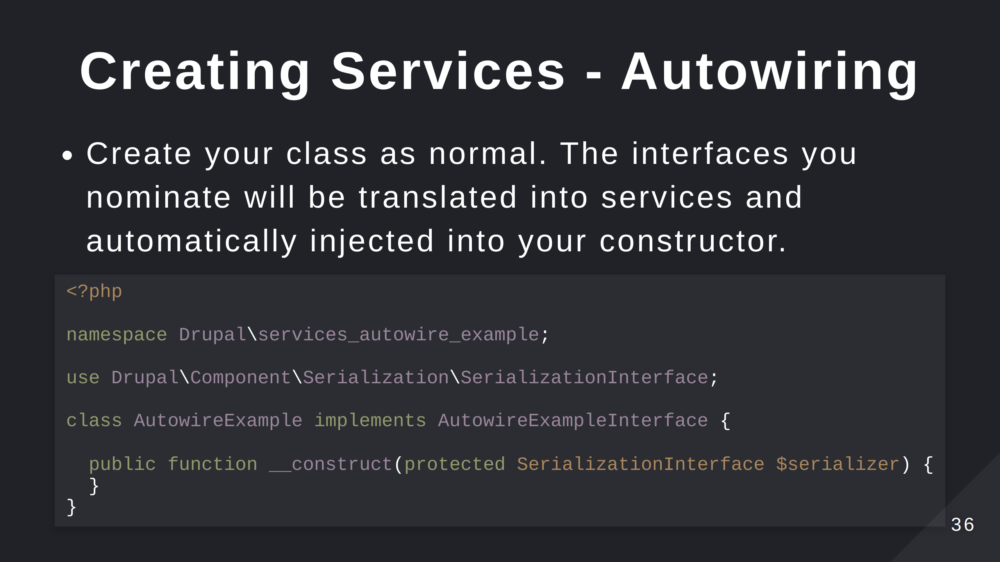 Creating Services - Autowiring
• Create your class as normal. The interfaces you
nominate will be translated into services and
automatically injected into your constructor.
<?php
namespace Drupal\services_autowire_example;
use Drupal\Component\Serialization\SerializationInterface;
class AutowireExample implements AutowireExampleInterface {
  public function __construct(protected SerializationInterface $serializer) {
  }
}
36